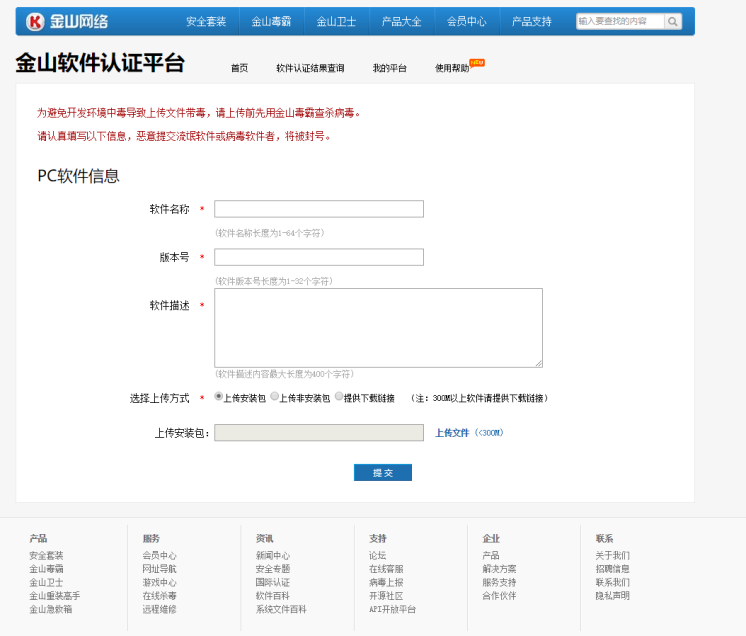 金山网络 安全套装 金山毒霸 金山卫士 产品大全 会员中心 产品支持 输入要查找的内容
金山软件认证平台 首页 软件认证结果查询 我的平台 使用帮助
为避免开发环境中毒导致上传文件带毒，请上传前先用金山毒霸查杀病毒。
请认真填写以下信息，恶意提交流氓软件或病毒软件者，将被封号。
PC软件信息
软件名称 *
(软件名称长度为1-64个字符)
版本号 *
(软件版本号长度为1-32个字符)
软件描述 *
(软件描述内容最大长度为400个字符)
选择上传方式 * 上传安装包 上传非安装包 提供下载链接 (注：300M以上软件请提供下载链接)
上传安装包： 上传文件 (<300M)
提 交
产品 服务 资讯 支持 企业 联系
安全套装 会员中心 新闻中心 论坛 产品 关于我们
金山毒霸 网址导航 安全专题 在线客服 解决方案 招聘信息
金山卫士 游戏中心 国际认证 病毒上报 服务支持 联系我们
金山重装高手 在线杀毒 软件百科 开源社区 合作伙伴 隐私声明
金山急救箱 远程维修 系统文件百科 API开放平台